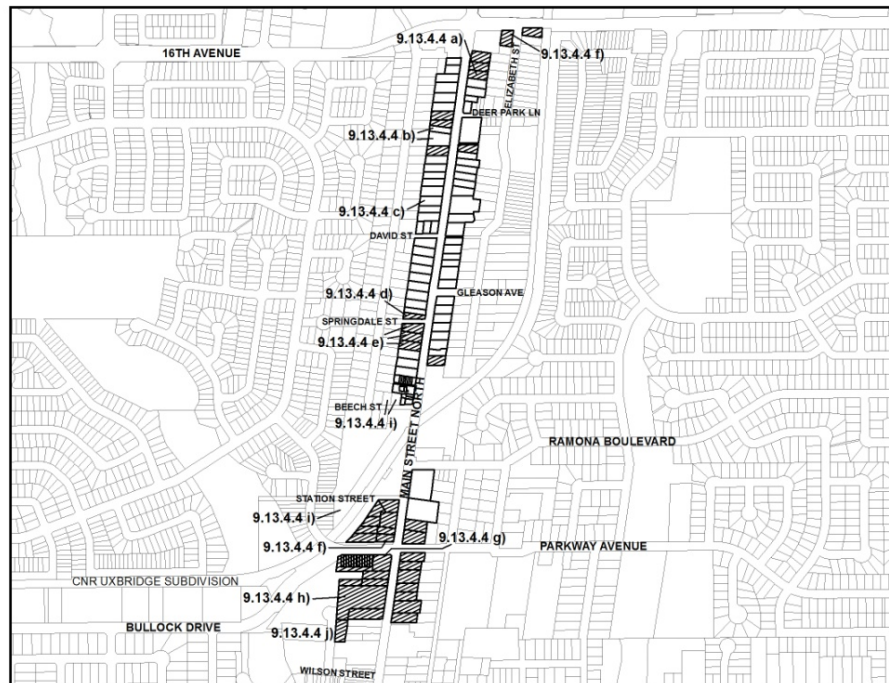 9.13.4.4 a)
16TH AVENUE
ELIZABETH ST
9.13.4.4 f)
DEER PARK LN
9.13.4.4 b)
9.13.4.4 c)
DAVID ST
GLEASON AVE
9.13.4.4 d)
SPRINGDALE ST
9.13.4.4 e)
MAIN STREET NORTH
BEECH ST
9.13.4.4 i)
RAMONA BOULEVARD
STATION STREET
9.13.4.4 i)
9.13.4.4 g)
9.13.4.4 f)
PARKWAY AVENUE
CNR UXBRIDGE SUBDIVISION
9.13.4.4 h)
BULLOCK DRIVE
9.13.4.4 j)
WILSON STREET